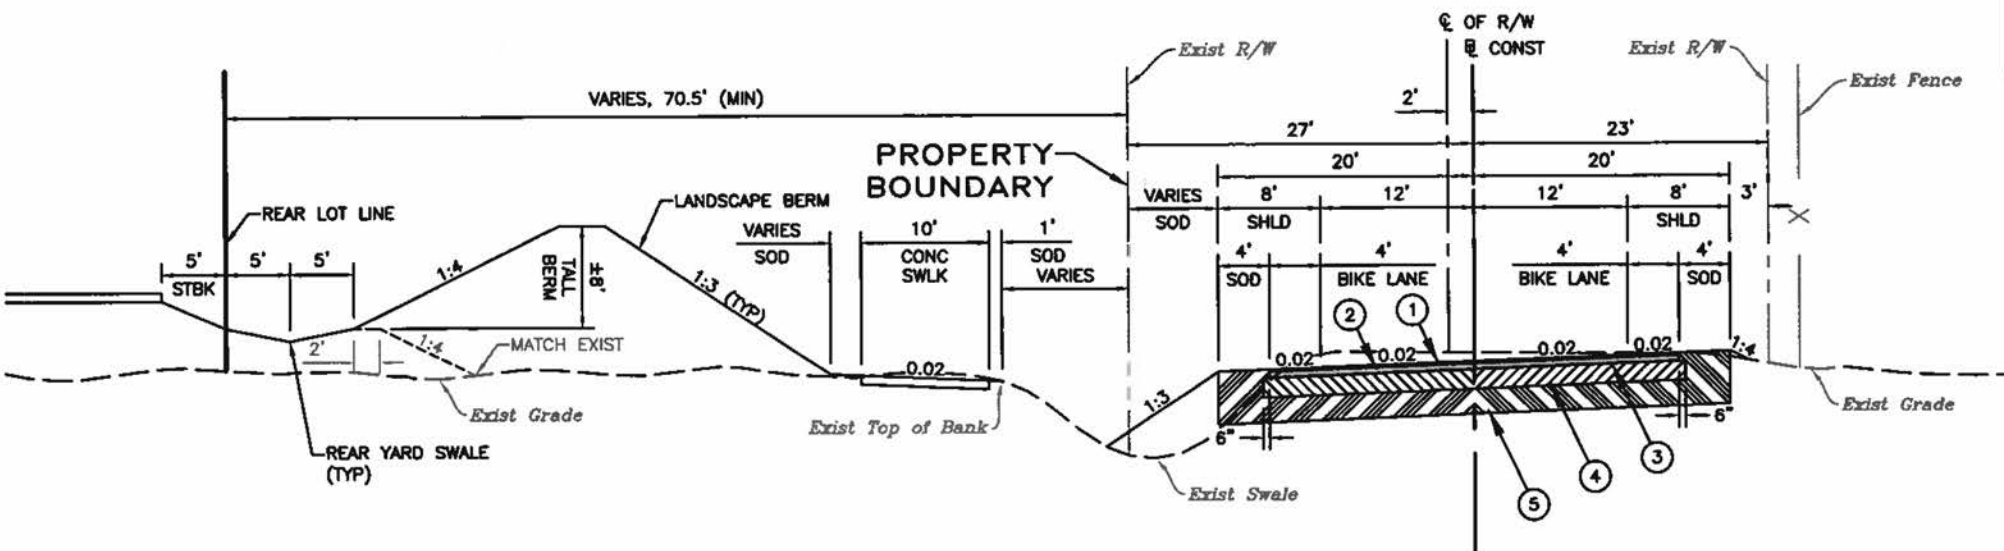 ℄ OF R/W
Exist R/W
B CONST
Exist R/W
Exist Fence
VARIES, 70.5' (MIN)
2'
27'
23'
PROPERTY
BOUNDARY
20'
20'
VARIES
SOD
8'
SHLD
12'
12'
8'
SHLD
3'
REAR LOT LINE
LANDSCAPE BERM
VARIES
SOD
10'
CONC
SWLK
1'
SOD
VARIES
4'
SOD
4'
BIKE LANE
4'
BIKE LANE
4'
SOD
5'
STBK
5'
5'
1:4
±8'
TALL
BERM
1:3 (TYP)
2
1
2'
1:4
MATCH EXIST
0.02
0.02
0.02
0.02
0.02
1:4
Exist Grade
Exist Top of Bank
1:3
6"
6"
Exist Grade
REAR YARD SWALE
(TYP)
Exist Swale
3
4
5